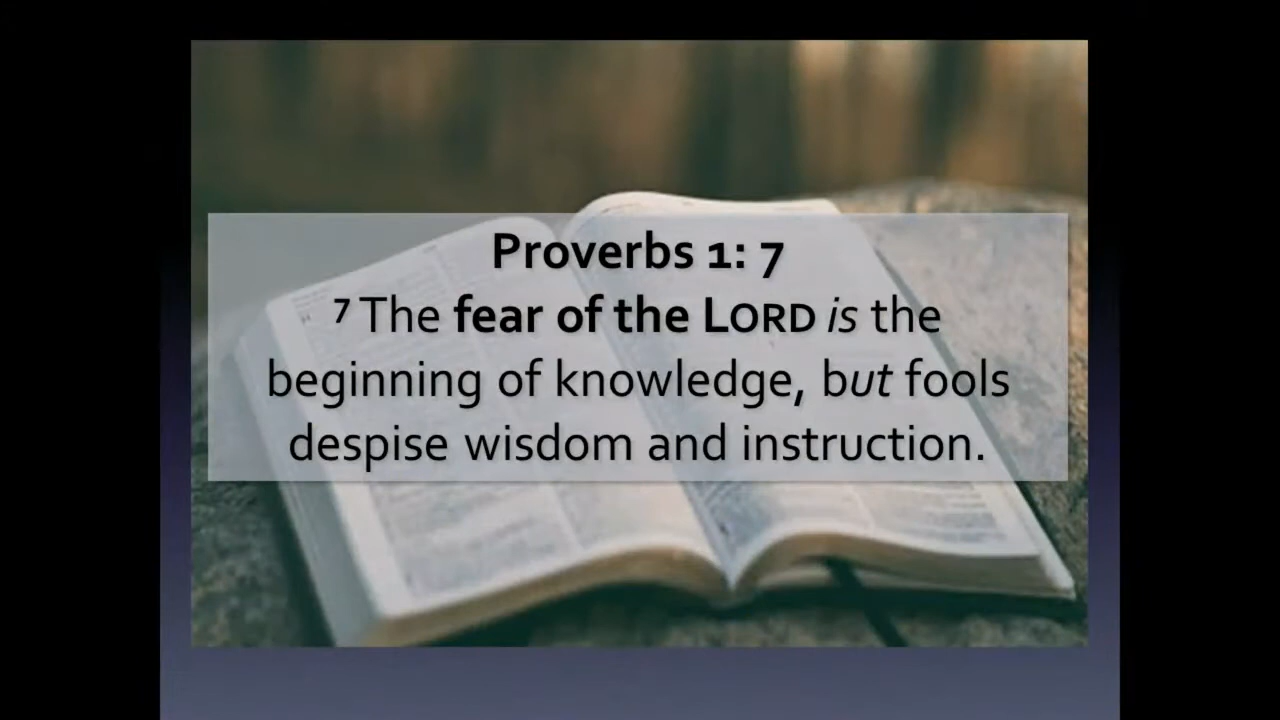 Proverbs 1: 7
7 The fear of the LORD is the
beginning of knowledge, but fools
despise wisdom and instruction.